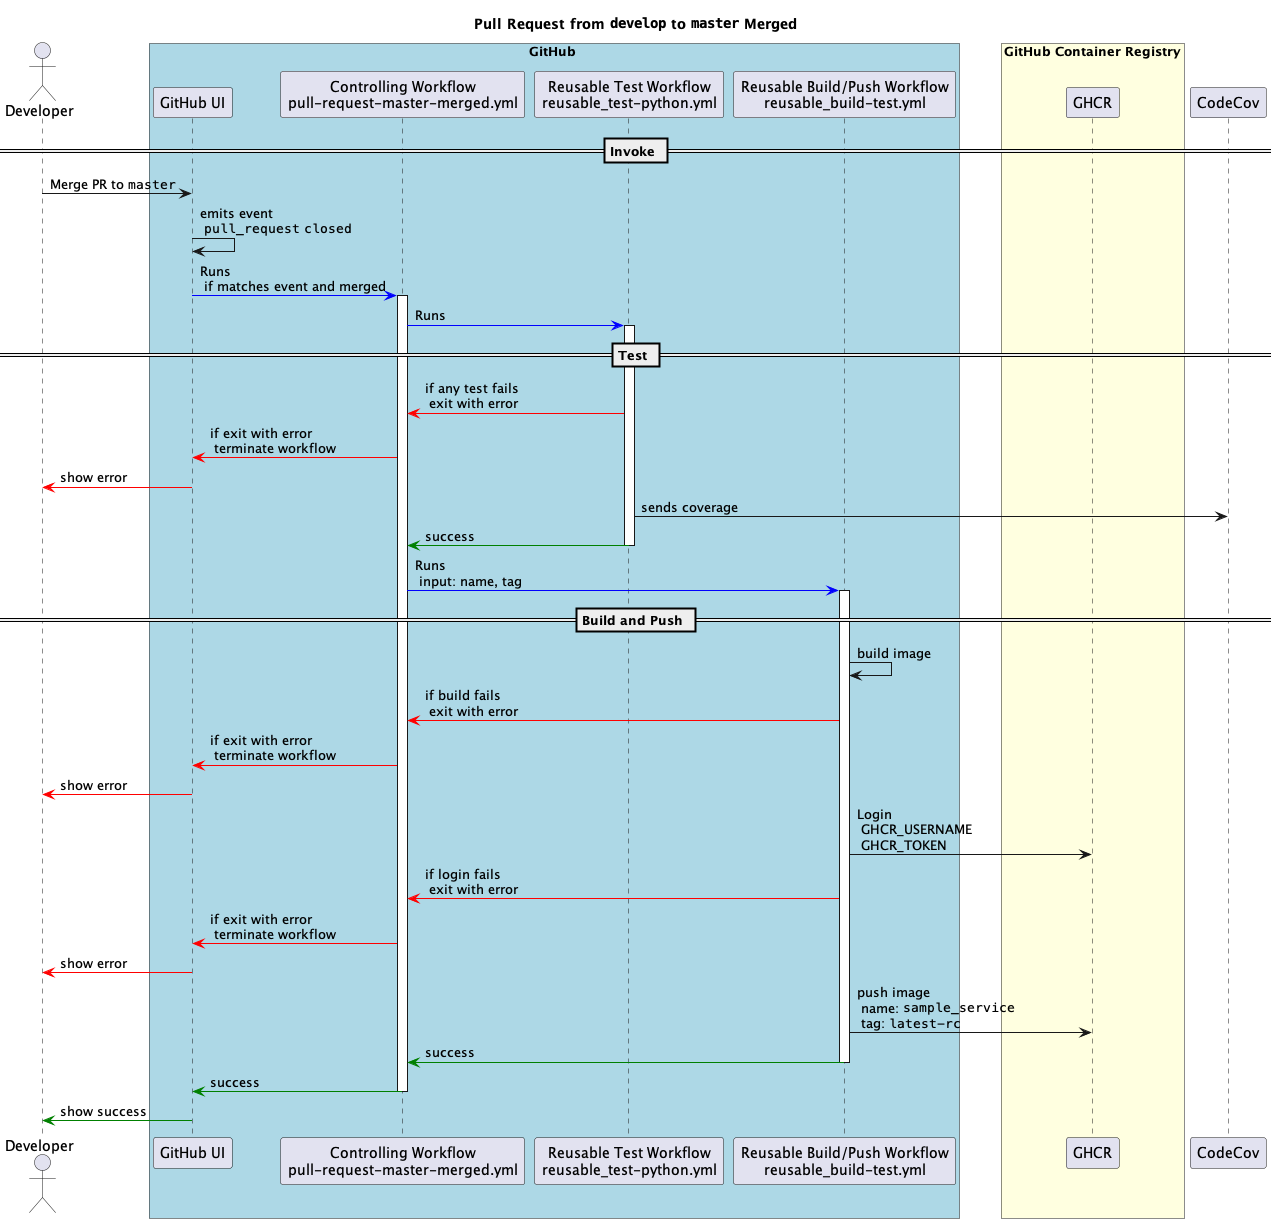 Pull Request from develop to master Merged
GitHub
GitHub Container Registry
Developer
GitHub UI
Controlling Workflow
pull-request-master-merged.yml
Reusable Test Workflow
reusable_test-python.yml
Reusable Build/Push Workflow
reusable_build-test.yml
GHCR
CodeCov
Invoke
Merge PR to master
emits event
pull_request closed
Runs
if matches event and merged
Runs
Test
if any test fails
exit with error
if exit with error
terminate workflow
show error
sends coverage
success
Runs
input: name, tag
Build and Push
build image
if build fails
exit with error
if exit with error
terminate workflow
show error
Login
GHCR_USERNAME
GHCR_TOKEN
if login fails
exit with error
if exit with error
terminate workflow
show error
push image
name: sample_service
tag: latest-rc
success
success
show success
Developer
GitHub UI
Controlling Workflow
pull-request-master-merged.yml
Reusable Test Workflow
reusable_test-python.yml
Reusable Build/Push Workflow
reusable_build-test.yml
GHCR
CodeCov